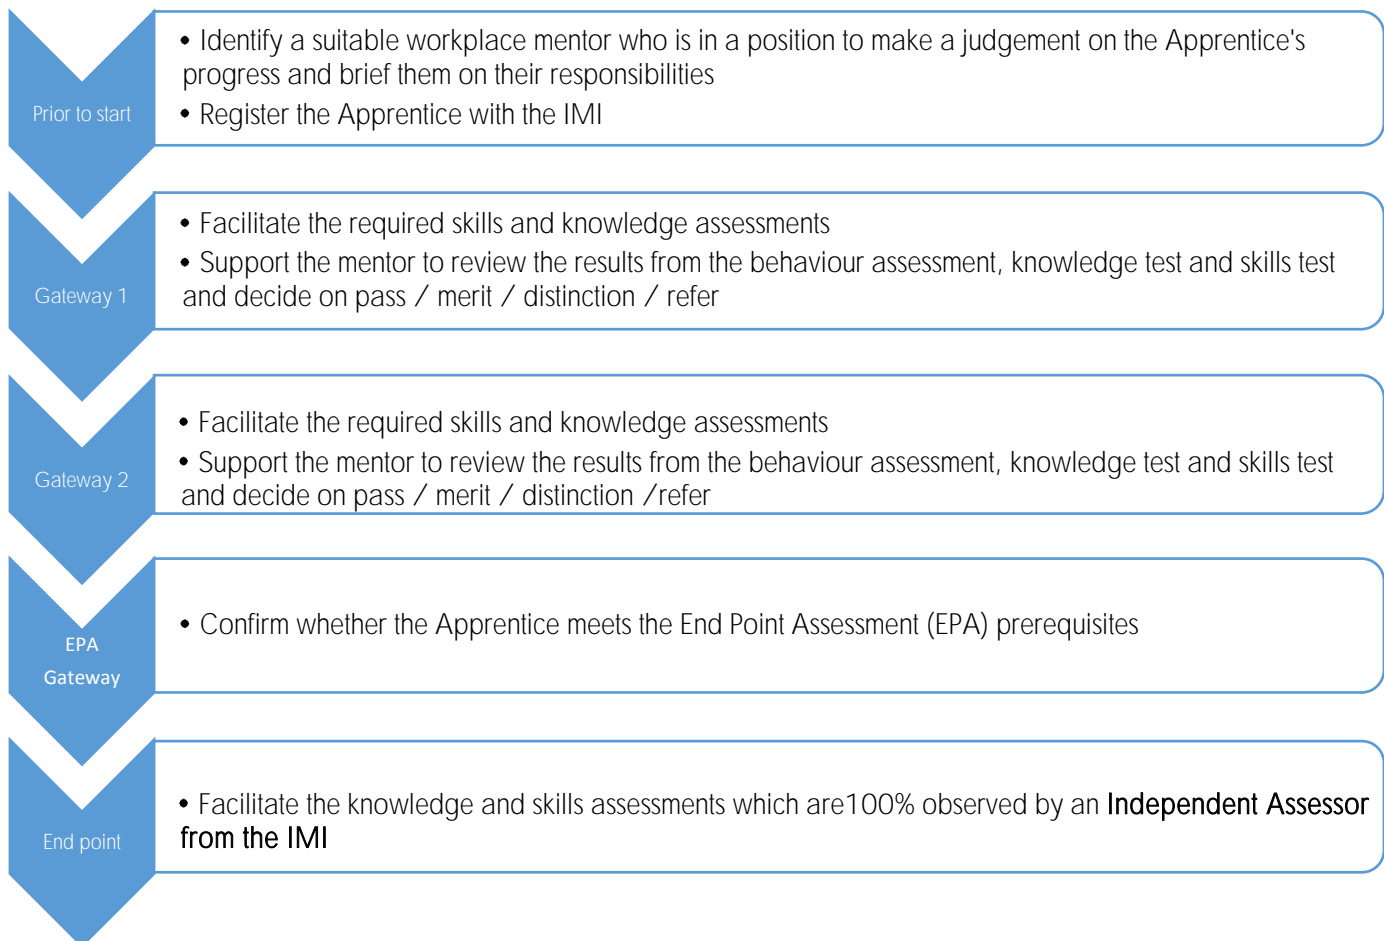 Prior to start
• Identify a suitable workplace mentor who is in a position to make a judgement on the Apprentice's
progress and brief them on their responsibilities
• Register the Apprentice with the IMI
Gateway 1
• Facilitate the required skills and knowledge assessments
• Support the mentor to review the results from the behaviour assessment, knowledge test and skills test
and decide on pass / merit / distinction / refer
Gateway 2
• Facilitate the required skills and knowledge assessments
• Support the mentor to review the results from the behaviour assessment, knowledge test and skills test
and decide on pass / merit / distinction /refer
EPA
Gateway
• Confirm whether the Apprentice meets the End Point Assessment (EPA) prerequisites
End point
• Facilitate the knowledge and skills assessments which are100% observed by an Independent Assessor
from the IMI